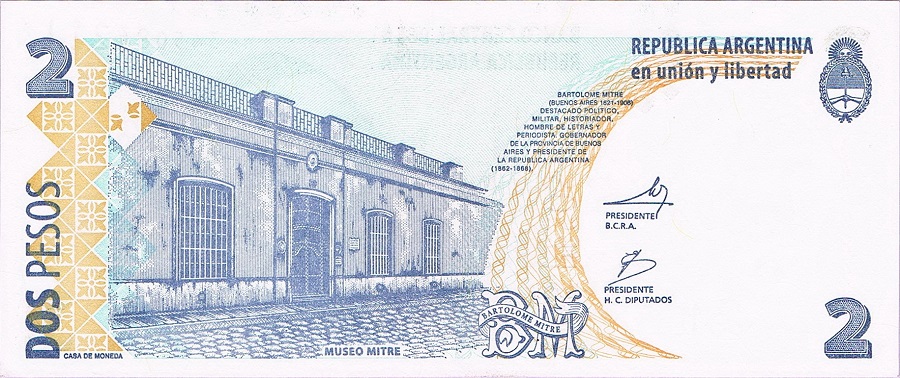 2
DOS PESOS
CASA DE MONEDA
MUSEO MITRE
BARTOLOME MITRE
(BUENOS AIRES 1821-1906)
DESTACADO POLITICO,
MILITAR, HISTORIADOR,
HOMBRE DE LETRAS Y
PERIODISTA. GOBERNADOR
DE LA PROVINCIA DE BUENOS
AIRES Y PRESIDENTE DE
LA REPUBLICA ARGENTINA
(1862-1868).
REPUBLICA ARGENTINA
en unión y libertad
PRESIDENTE
B.C.R.A.
PRESIDENTE
H. C. DIPUTADOS
BM
BARTOLOME MITRE
2